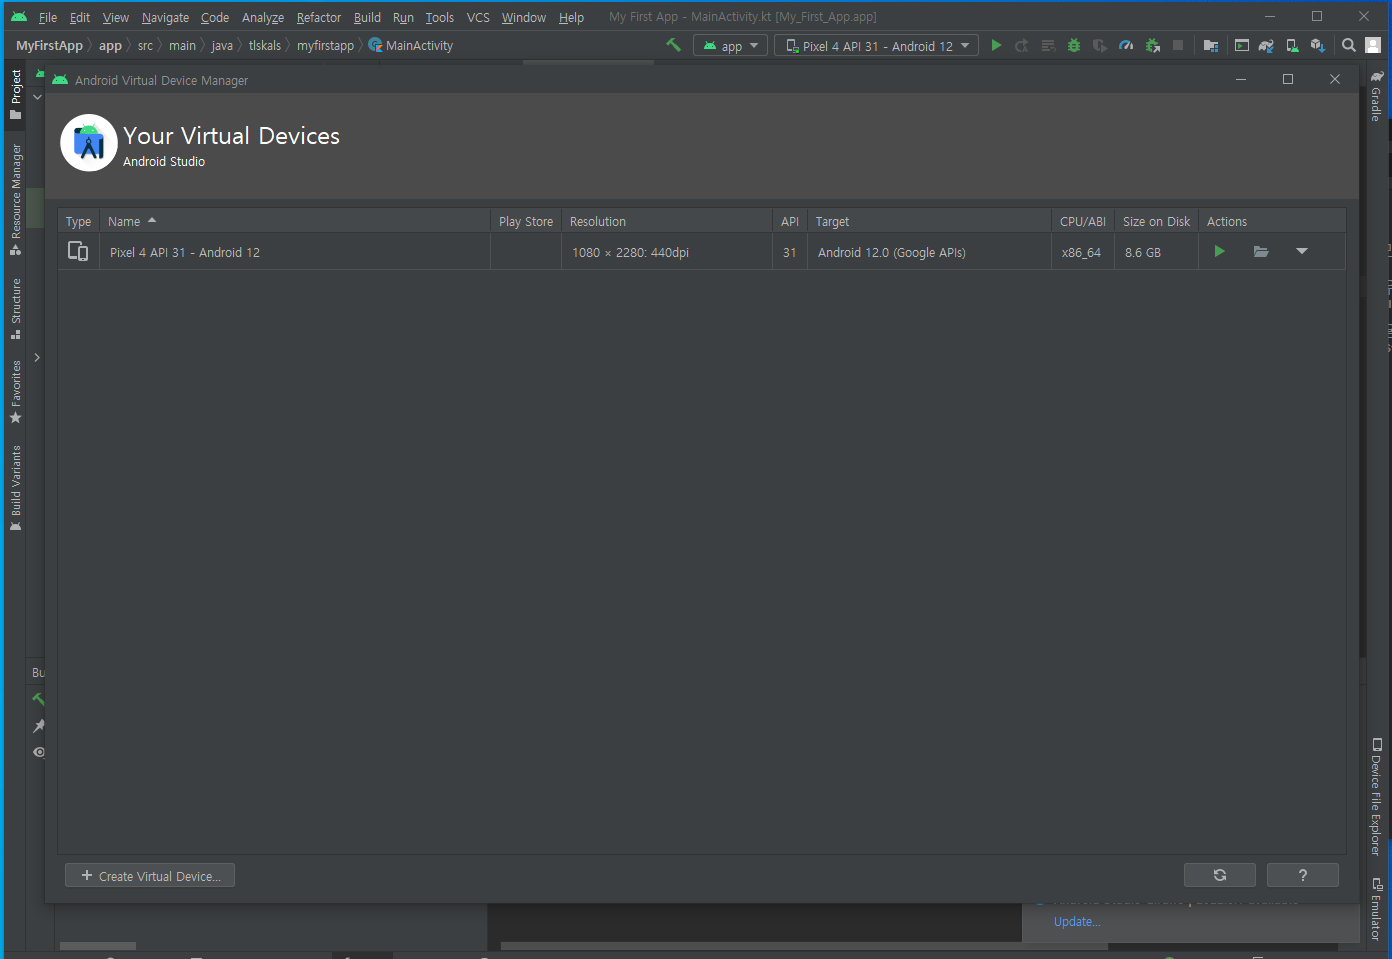 File Edit View Navigate Code Analyze Refactor Build Run Tools VCS Window Help My First App - MainActivity.kt [My_First_App.app]
MyFirstApp app src main java tlskals myfirstapp MainActivity app Pixel 4 API 31 - Android 12
Android Virtual Device Manager
Your Virtual Devices
Android Studio
Type Name Play Store Resolution API Target CPU/ABI Size on Disk Actions
Pixel 4 API 31 - Android 12 1080 × 2280: 440dpi 31 Android 12.0 (Google APIs) x86_64 8.6 GB
+ Create Virtual Device... ?
Update...
Project
Resource Manager
Structure
Favorites
Build Variants
Bu
Gradle
Device File Explorer
Emulator